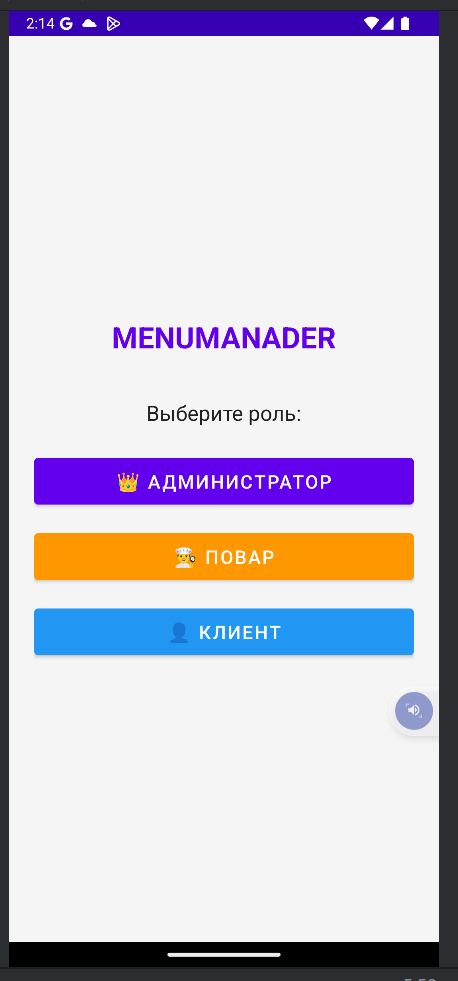 2:14
MENUMANADER
Выберите роль:
👑 АДМИНИСТРАТОР
👨‍🍳 ПОВАР
👤 КЛИЕНТ